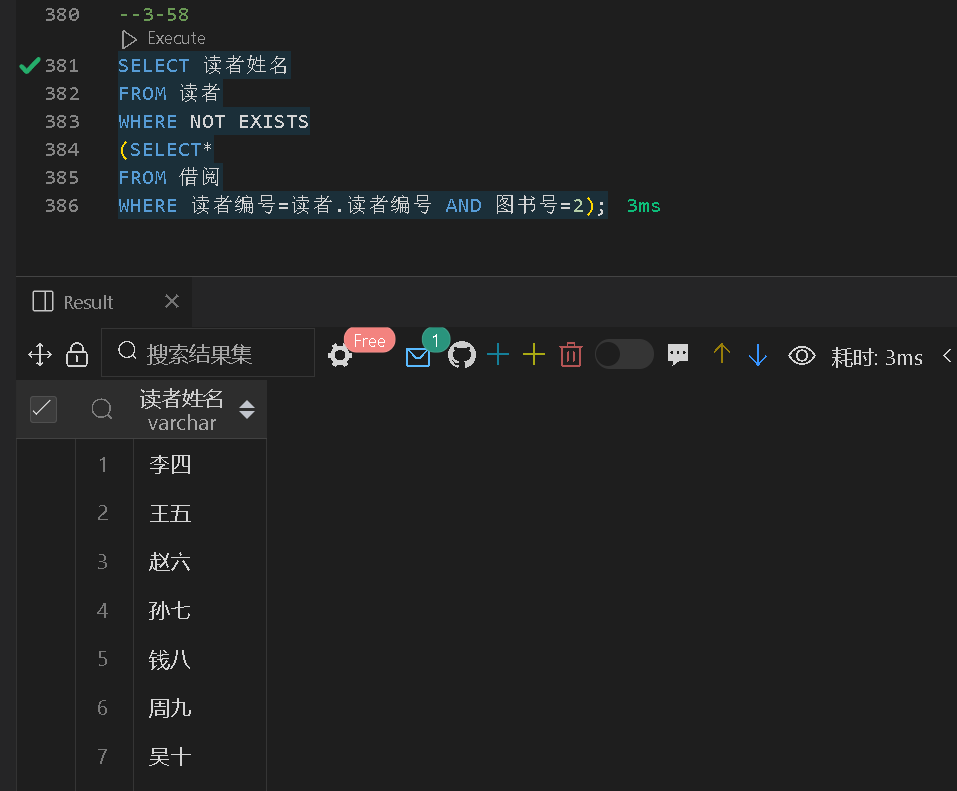 380 --3-58
Execute
381 SELECT 读者姓名
382 FROM 读者
383 WHERE NOT EXISTS
384 (SELECT*
385 FROM 借阅
386 WHERE 读者编号=读者.读者编号 AND 图书号=2); 3ms
Result
搜索结果集 Free 1 耗时: 3ms
读者姓名
varchar
1 李四
2 王五
3 赵六
4 孙七
5 钱八
6 周九
7 吴十